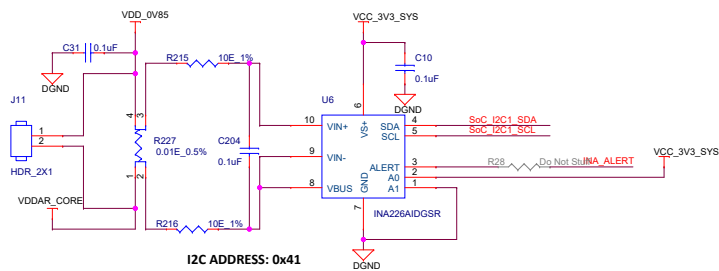 VDD_0V85
VCC_3V3_SYS
C31
0.1uF
R215
10E_1%
C10
0.1uF
DGND
DGND
J11
U6
4
3
6
10
VIN+
VS+
SDA
4
SoC_I2C1_SDA
SCL
5
SoC_I2C1_SCL
1
2
HDR_2X1
R227
0.01E_0.5%
C204
0.1uF
9
VIN-
VCC_3V3_SYS
ALERT
3
R28
Do Not Stuff
INA_ALERT
A0
2
8
VBUS
GND
A1
1
1
2
VDDAR_CORE
7
INA226AIDGSR
R216
10E_1%
I2C ADDRESS: 0x41
DGND